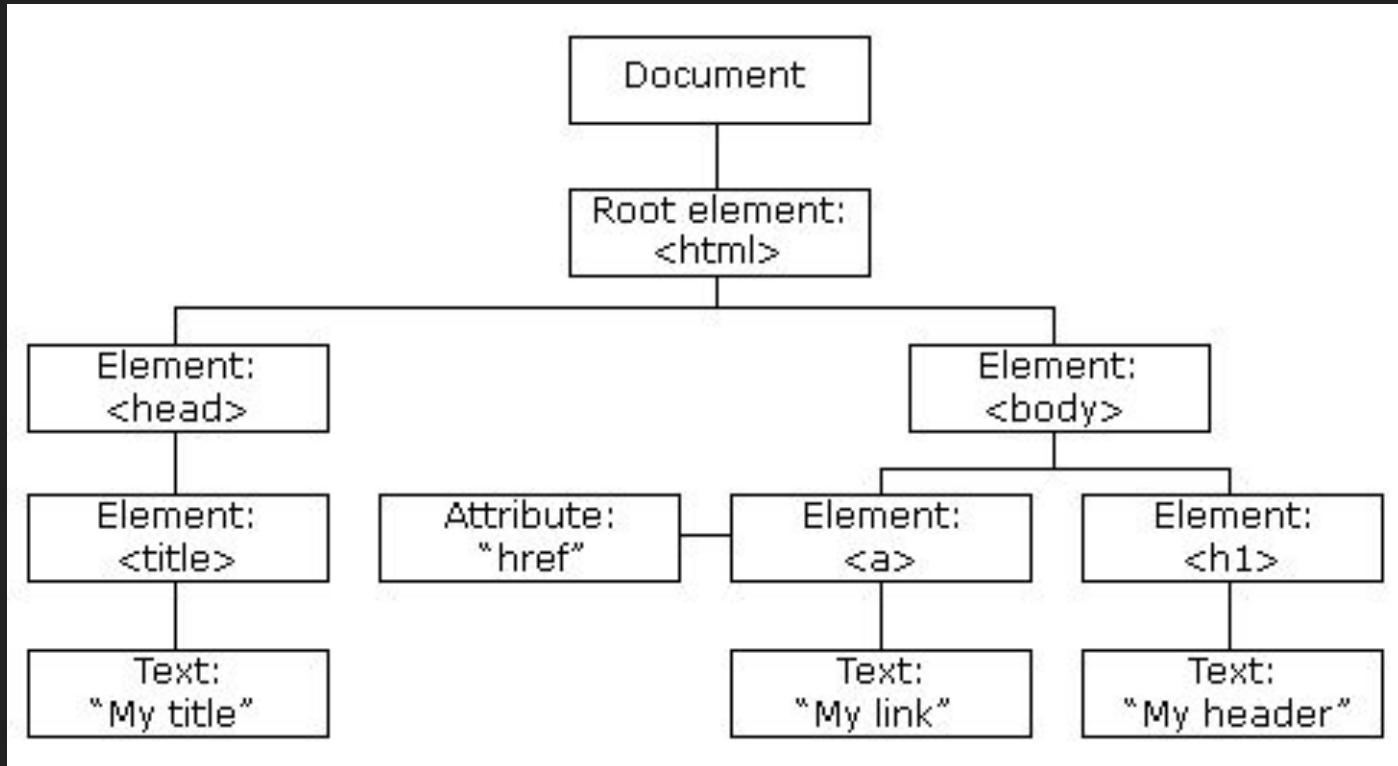 Document
Root element:
<html>
Element:
<head>
Element:
<body>
Element:
<title>
Attribute:
“href”
Element:
<a>
Element:
<h1>
Text:
“My title”
Text:
“My link”
Text:
“My header”